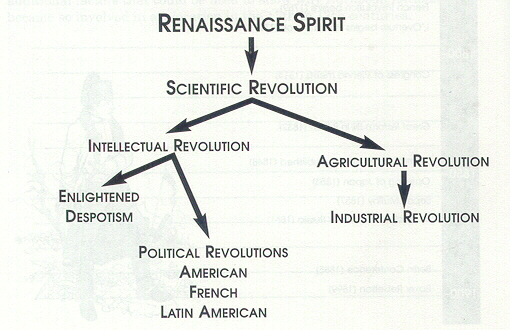 RENAISSANCE SPIRIT
SCIENTIFIC REVOLUTION
INTELLECTUAL REVOLUTION
AGRICULTURAL REVOLUTION
ENLIGHTENED
DESPOTISM
INDUSTRIAL REVOLUTION
POLITICAL REVOLUTIONS
AMERICAN
FRENCH
LATIN AMERICAN